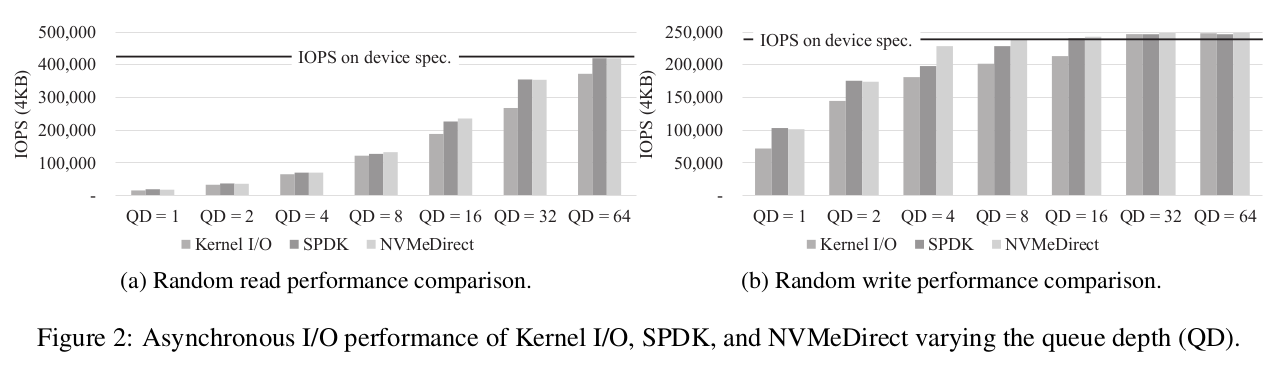 500,000
400,000
300,000
200,000
100,000
-
IOPS (4KB)
IOPS on device spec.
QD = 1 QD = 2 QD = 4 QD = 8 QD = 16 QD = 32 QD = 64
Kernel I/O SPDK NVMeDirect
(a) Random read performance comparison.
250,000
200,000
150,000
100,000
50,000
-
IOPS (4KB)
IOPS on device spec.
QD = 1 QD = 2 QD = 4 QD = 8 QD = 16 QD = 32 QD = 64
Kernel I/O SPDK NVMeDirect
(b) Random write performance comparison.
Figure 2: Asynchronous I/O performance of Kernel I/O, SPDK, and NVMeDirect varying the queue depth (QD).